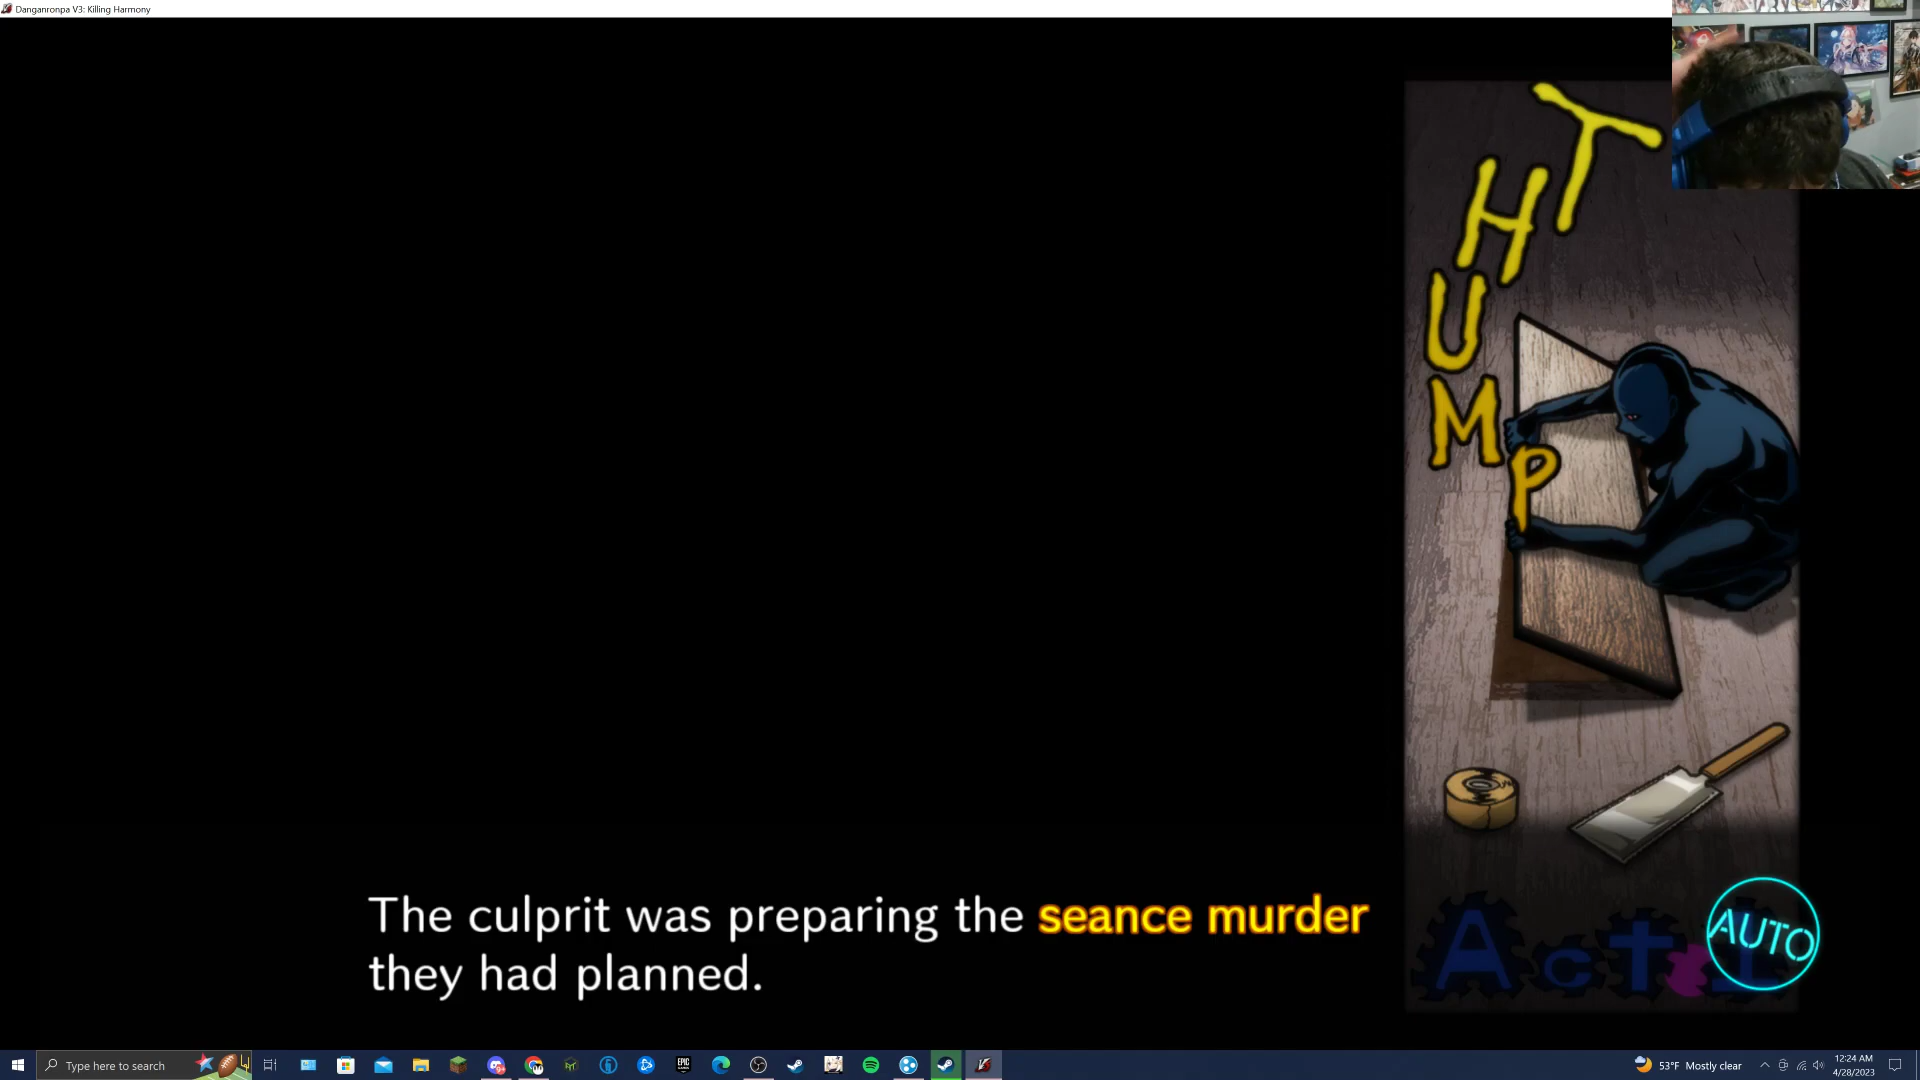 Danganronpa V3: Killing Harmony
THUMP
The culprit was preparing the seance murder
they had planned.
Act 1
AUTO
Type here to search
53°F Mostly clear
12:24 AM
4/28/2023